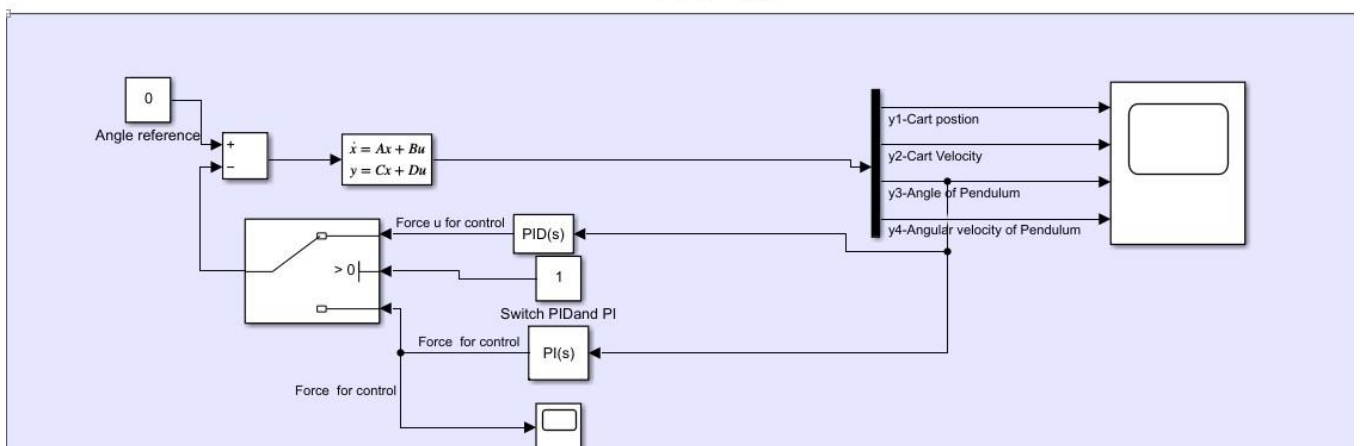 0
Angle reference
+
−
ẋ = Ax + Bu
y = Cx + Du
y1-Cart postion
y2-Cart Velocity
y3-Angle of Pendulum
y4-Angular velocity of Pendulum
Force u for control
PID(s)
> 0
1
Switch PIDand PI
Force  for control
PI(s)
Force  for control